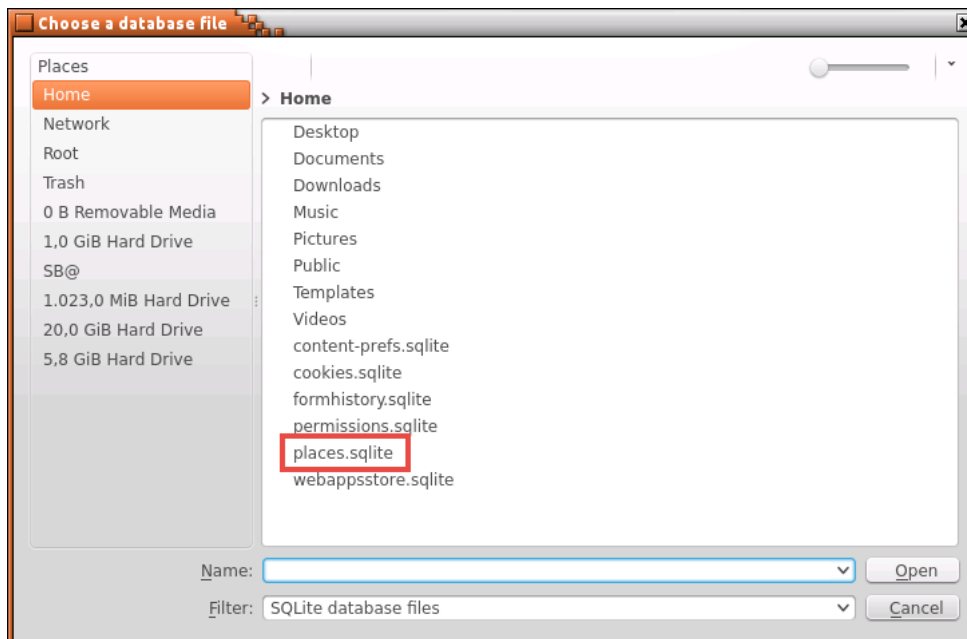 Choose a database file
Places
Home
Network
Root
Trash
0 B Removable Media
1,0 GiB Hard Drive
SB@
1.023,0 MiB Hard Drive
20,0 GiB Hard Drive
5,8 GiB Hard Drive
> Home
Desktop
Documents
Downloads
Music
Pictures
Public
Templates
Videos
content-prefs.sqlite
cookies.sqlite
formhistory.sqlite
permissions.sqlite
places.sqlite
webappsstore.sqlite
Name:
Open
Filter: SQLite database files
Cancel